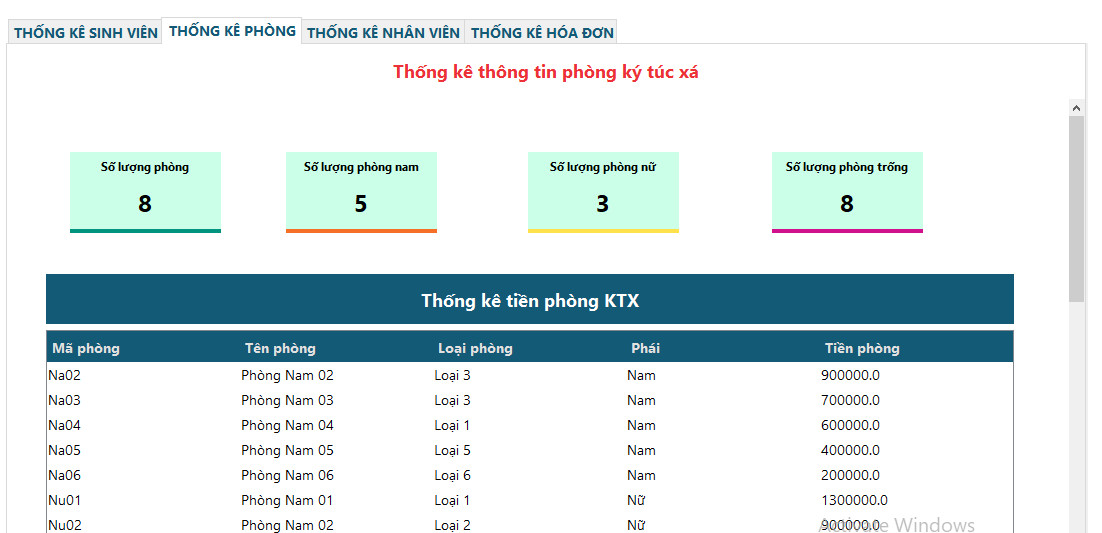 THỐNG KÊ SINH VIÊN THỐNG KÊ PHÒNG THỐNG KÊ NHÂN VIÊN THỐNG KÊ HÓA ĐƠN
Thống kê thông tin phòng ký túc xá
Số lượng phòng Số lượng phòng nam Số lượng phòng nữ Số lượng phòng trống
8 5 3 8
Thống kê tiền phòng KTX
Mã phòng Tên phòng Loại phòng Phái Tiền phòng
Na02 Phòng Nam 02 Loại 3 Nam 900000.0
Na03 Phòng Nam 03 Loại 3 Nam 700000.0
Na04 Phòng Nam 04 Loại 1 Nam 600000.0
Na05 Phòng Nam 05 Loại 5 Nam 400000.0
Na06 Phòng Nam 06 Loại 6 Nam 200000.0
Nu01 Phòng Nam 01 Loại 1 Nữ 1300000.0
Nu02 Phòng Nam 02 Loại 2 Nữ 900000.0
Activate Windows